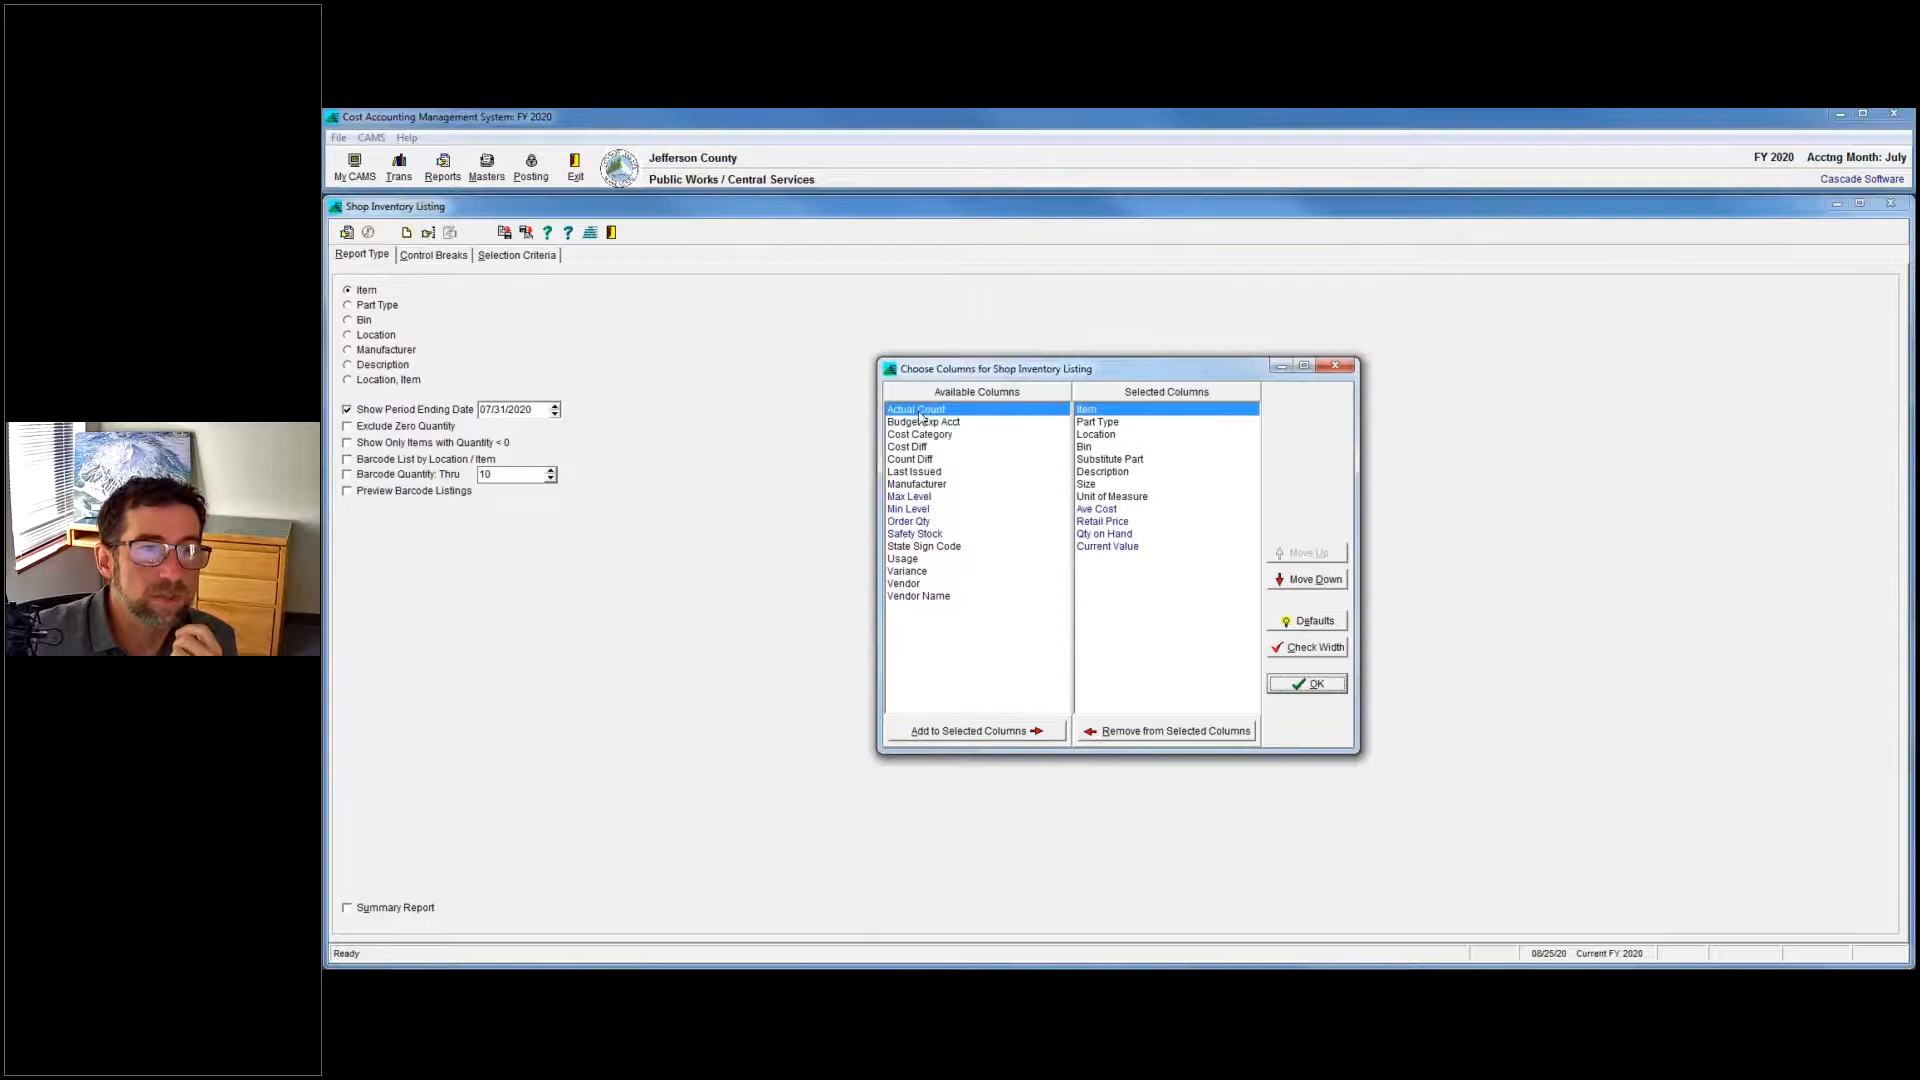 Cost Accounting Management System: FY 2020
File CAMS Help
My CAMS Trans Reports Masters Posting Exit
Jefferson County
Public Works / Central Services
FY 2020 Acctng Month: July
Cascade Software
Shop Inventory Listing
Report Type Control Breaks Selection Criteria
Item
Part Type
Bin
Location
Manufacturer
Description
Location, Item
Show Period Ending Date 07/31/2020
Exclude Zero Quantity
Show Only Items with Quantity < 0
Barcode List by Location / Item
Barcode Quantity: Thru 10
Preview Barcode Listings
Summary Report
Choose Columns for Shop Inventory Listing
Available Columns
Actual Count
Budget Exp Acct
Cost Category
Cost Diff
Count Diff
Last Issued
Manufacturer
Max Level
Min Level
Order Qty
Safety Stock
State Sign Code
Usage
Variance
Vendor
Vendor Name
Add to Selected Columns
Selected Columns
Item
Part Type
Location
Bin
Substitute Part
Description
Size
Unit of Measure
Ave Cost
Retail Price
Qty on Hand
Current Value
Remove from Selected Columns
Move Up
Move Down
Defaults
Check Width
OK
Ready
08/25/20 Current FY 2020